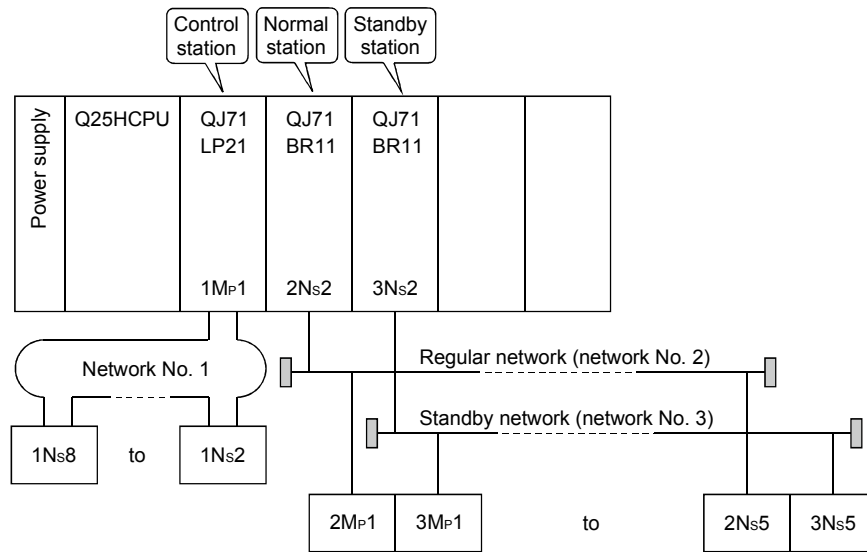 Control
station
Normal
station
Standby
station
Power supply
Q25HCPU
QJ71
LP21
QJ71
BR11
QJ71
BR11
1MP1
2NS2
3NS2
Network No. 1
Regular network (network No. 2)
Standby network (network No. 3)
1NS8
to
1NS2
2MP1
3MP1
to
2NS5
3NS5